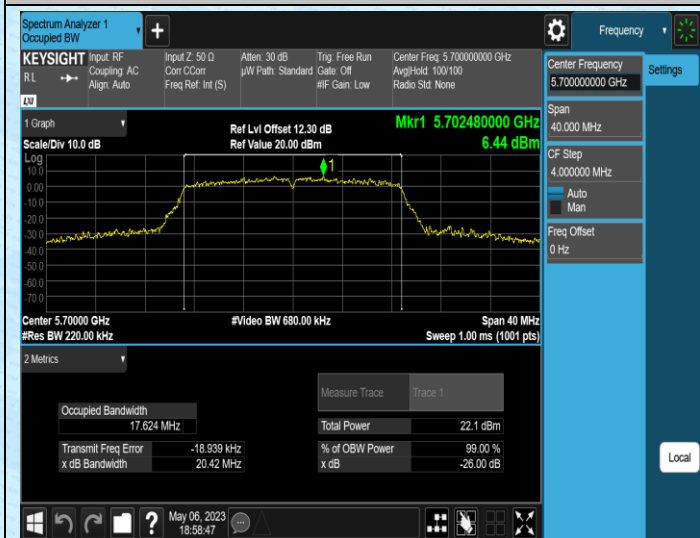 Spectrum Analyzer 1
Occupied BW
+
Frequency
KEYSIGHT
Input: RF
Coupling: AC
Align: Auto
Input Z: 50 Ω
Corr CCorr
Freq Ref: Int (S)
Atten: 30 dB
µW Path: Standard
Trig: Free Run
Gate: Off
#IF Gain: Low
Center Freq: 5.700000000 GHz
Avg|Hold: 100/100
Radio Std: None
R L
LXI
Center Frequency
5.700000000 GHz
Settings
Span
40.000 MHz
CF Step
4.000000 MHz
Auto
Man
Freq Offset
0 Hz
Local
1 Graph
Scale/Div 10.0 dB
Ref Lvl Offset 12.30 dB
Ref Value 20.00 dBm
Mkr1 5.702480000 GHz
6.44 dBm
Log
10.0
0.00
-10.0
-20.0
-30.0
-40.0
-50.0
-60.0
-70.0
1
Center 5.70000 GHz
#Res BW 220.00 kHz
#Video BW 680.00 kHz
Span 40 MHz
Sweep 1.00 ms (1001 pts)
2 Metrics
Measure Trace Trace 1
Occupied Bandwidth
17.624 MHz
Total Power 22.1 dBm
Transmit Freq Error -18.939 kHz
% of OBW Power 99.00 %
x dB Bandwidth 20.42 MHz
x dB -26.00 dB
?
May 06, 2023
18:58:47